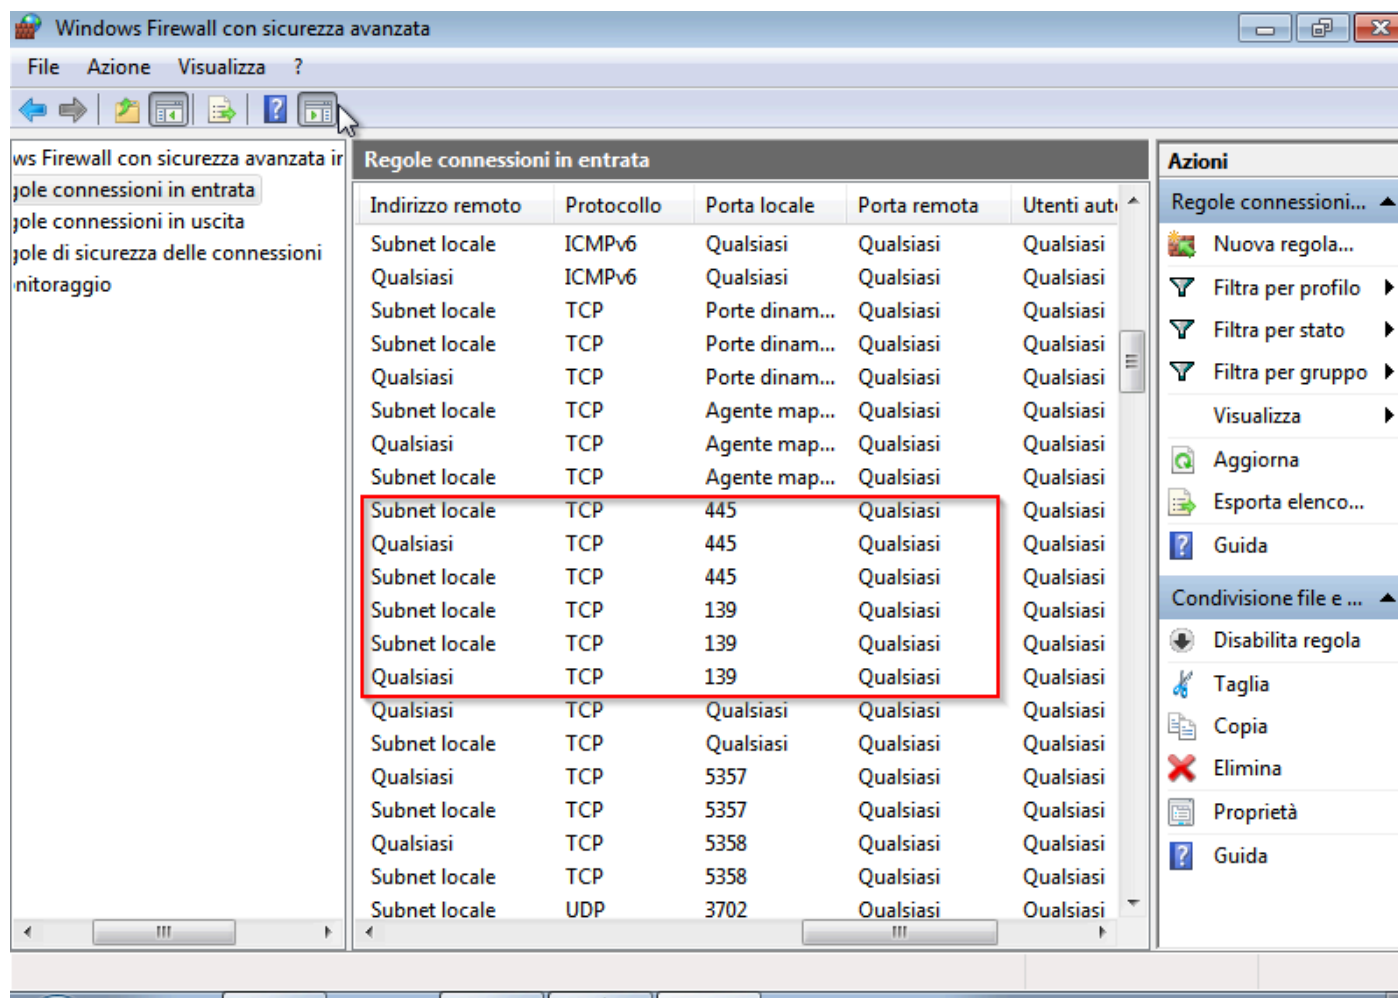 Windows Firewall con sicurezza avanzata
File Azione Visualizza ?
ws Firewall con sicurezza avanzata ir
gole connessioni in entrata
gole connessioni in uscita
gole di sicurezza delle connessioni
nitoraggio
Regole connessioni in entrata
Indirizzo remoto Protocollo Porta locale Porta remota Utenti aut
Subnet locale ICMPv6 Qualsiasi Qualsiasi
Qualsiasi ICMPv6 Qualsiasi Qualsiasi
Subnet locale TCP Porte dinam... Qualsiasi Qualsiasi
Subnet locale TCP Porte dinam... Qualsiasi Qualsiasi
Qualsiasi TCP Porte dinam... Qualsiasi Qualsiasi
Subnet locale TCP Agente map... Qualsiasi Qualsiasi
Qualsiasi TCP Agente map... Qualsiasi Qualsiasi
Subnet locale TCP Agente map... Qualsiasi Qualsiasi
Subnet locale TCP 445 Qualsiasi Qualsiasi
Qualsiasi TCP 445 Qualsiasi Qualsiasi
Subnet locale TCP 445 Qualsiasi Qualsiasi
Subnet locale TCP 139 Qualsiasi Qualsiasi
Subnet locale TCP 139 Qualsiasi Qualsiasi
Qualsiasi TCP 139 Qualsiasi Qualsiasi
Qualsiasi TCP Qualsiasi Qualsiasi Qualsiasi
Subnet locale TCP Qualsiasi Qualsiasi Qualsiasi
Qualsiasi TCP 5357 Qualsiasi Qualsiasi
Subnet locale TCP 5357 Qualsiasi Qualsiasi
Qualsiasi TCP 5358 Qualsiasi Qualsiasi
Subnet locale TCP 5358 Qualsiasi Qualsiasi
Subnet locale UDP 3702 Qualsiasi Qualsiasi
Azioni
Regole connessioni...
Nuova regola...
Filtra per profilo
Filtra per stato
Filtra per gruppo
Visualizza
Aggiorna
Esporta elenco...
Guida
Condivisione file e ...
Disabilita regola
Taglia
Copia
Elimina
Proprietà
Guida